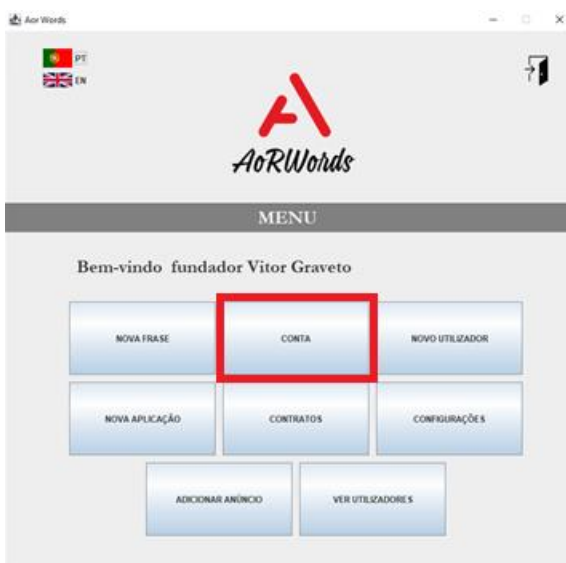 Aor Words
PT
EN
AoRWords
MENU
Bem-vindo fundador Vitor Graveto
NOVA FRASE
CONTA
NOVO UTILIZADOR
NOVA APLICAÇÃO
CONTRATOS
CONFIGURAÇÕES
ADICIONAR ANÚNCIO
VER UTILIZADORES